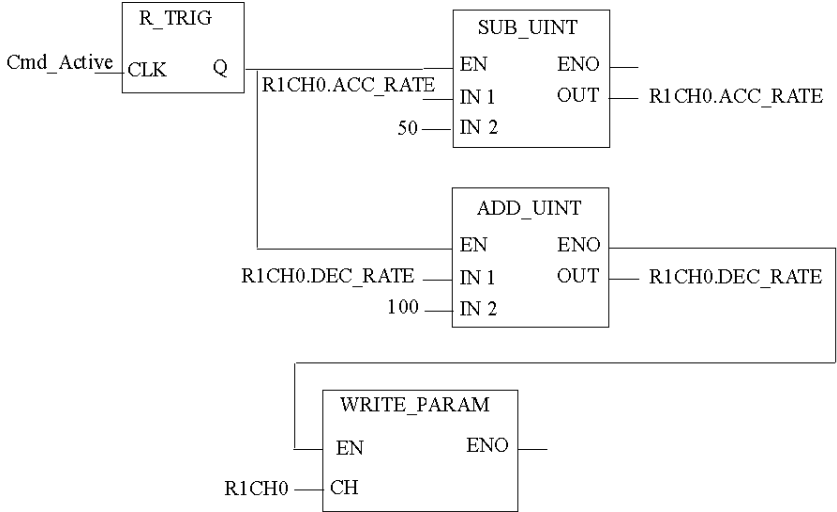 R_TRIG
Cmd_Active CLK Q
SUB_UINT
EN ENO
R1CH0.ACC_RATE IN 1 OUT R1CH0.ACC_RATE
50 IN 2
ADD_UINT
EN ENO
R1CH0.DEC_RATE IN 1 OUT R1CH0.DEC_RATE
100 IN 2
WRITE_PARAM
EN ENO
R1CH0 CH